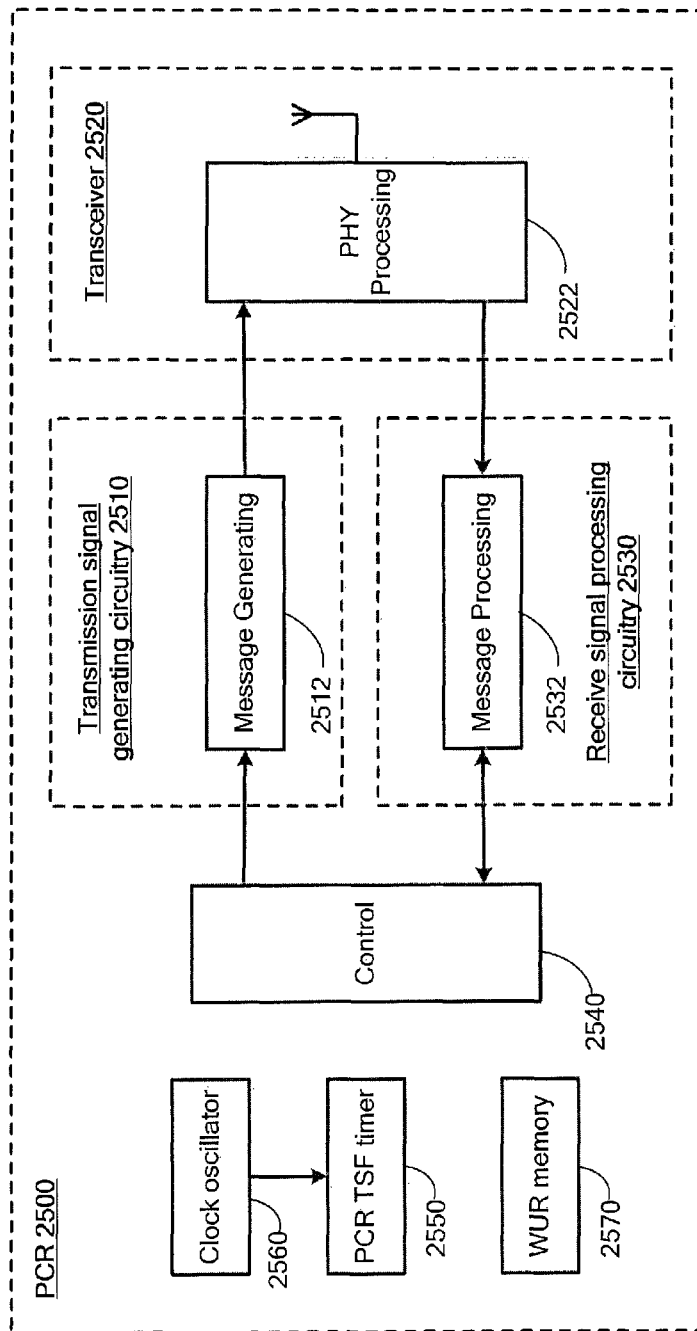 PCR 2500
Clock oscillator
2560
PCR TSF timer
2550
WUR memory
2570
Control
2540
Transmission signal
generating circuitry 2510
Message Generating
2512
Message Processing
2532
Receive signal processing
circuitry 2530
Transceiver 2520
PHY
Processing
2522